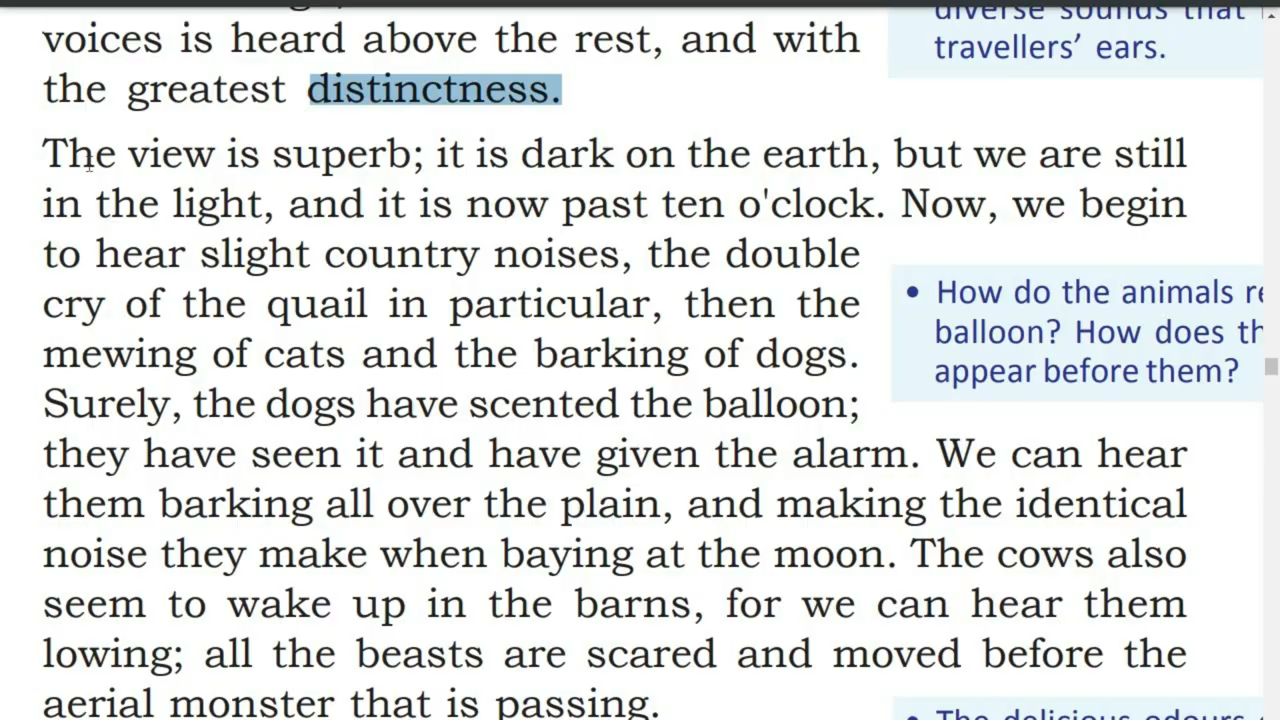 diverse sounds that
travellers’ ears.
voices is heard above the rest, and with
the greatest distinctness.
The view is superb; it is dark on the earth, but we are still
in the light, and it is now past ten o'clock. Now, we begin
to hear slight country noises, the double
cry of the quail in particular, then the
mewing of cats and the barking of dogs.
Surely, the dogs have scented the balloon;
they have seen it and have given the alarm. We can hear
them barking all over the plain, and making the identical
noise they make when baying at the moon. The cows also
seem to wake up in the barns, for we can hear them
lowing; all the beasts are scared and moved before the
aerial monster that is passing.
• How do the animals
balloon? How does
appear before them?
• The delicious odours